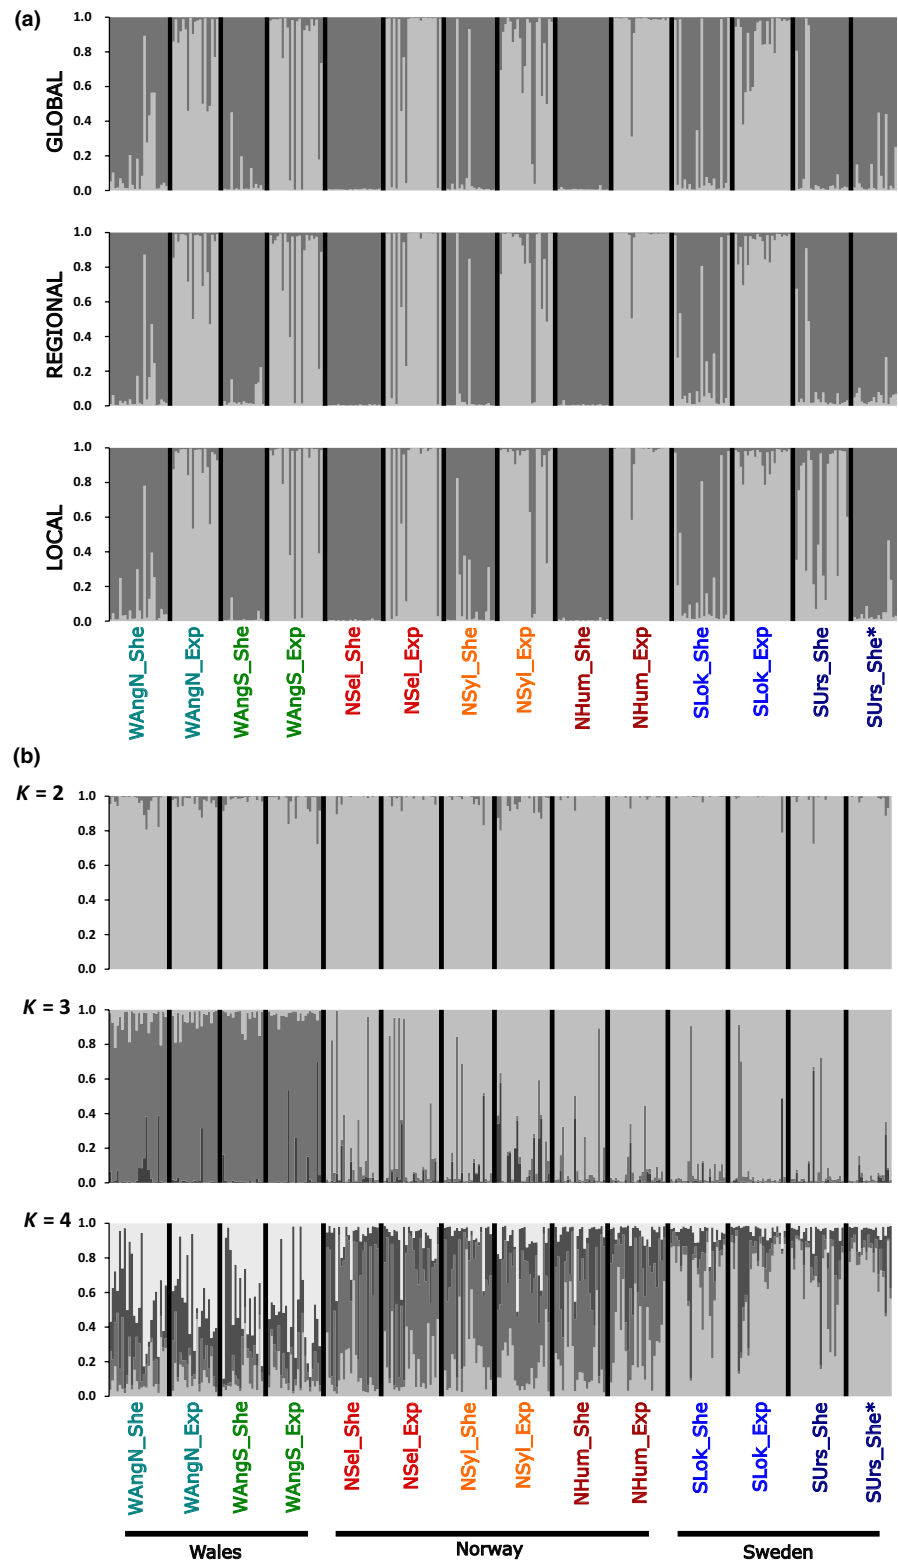 (a)
GLOBAL
1.0
0.8
0.6
0.4
0.2
0.0
REGIONAL
1.0
0.8
0.6
0.4
0.2
0.0
LOCAL
1.0
0.8
0.6
0.4
0.2
0.0
WAngN_She
WAngN_Exp
WAngS_She
WAngS_Exp
NSel_She
NSel_Exp
NSyl_She
NSyl_Exp
NHum_She
NHum_Exp
SLok_She
SLok_Exp
SUrs_She
SUrs_She*
(b)
K = 2
1.0
0.8
0.6
0.4
0.2
0.0
K = 3
1.0
0.8
0.6
0.4
0.2
0.0
K = 4
1.0
0.8
0.6
0.4
0.2
0.0
WAngN_She
WAngN_Exp
WAngS_She
WAngS_Exp
NSel_She
NSel_Exp
NSyl_She
NSyl_Exp
NHum_She
NHum_Exp
SLok_She
SLok_Exp
SUrs_She
SUrs_She*
Wales
Norway
Sweden